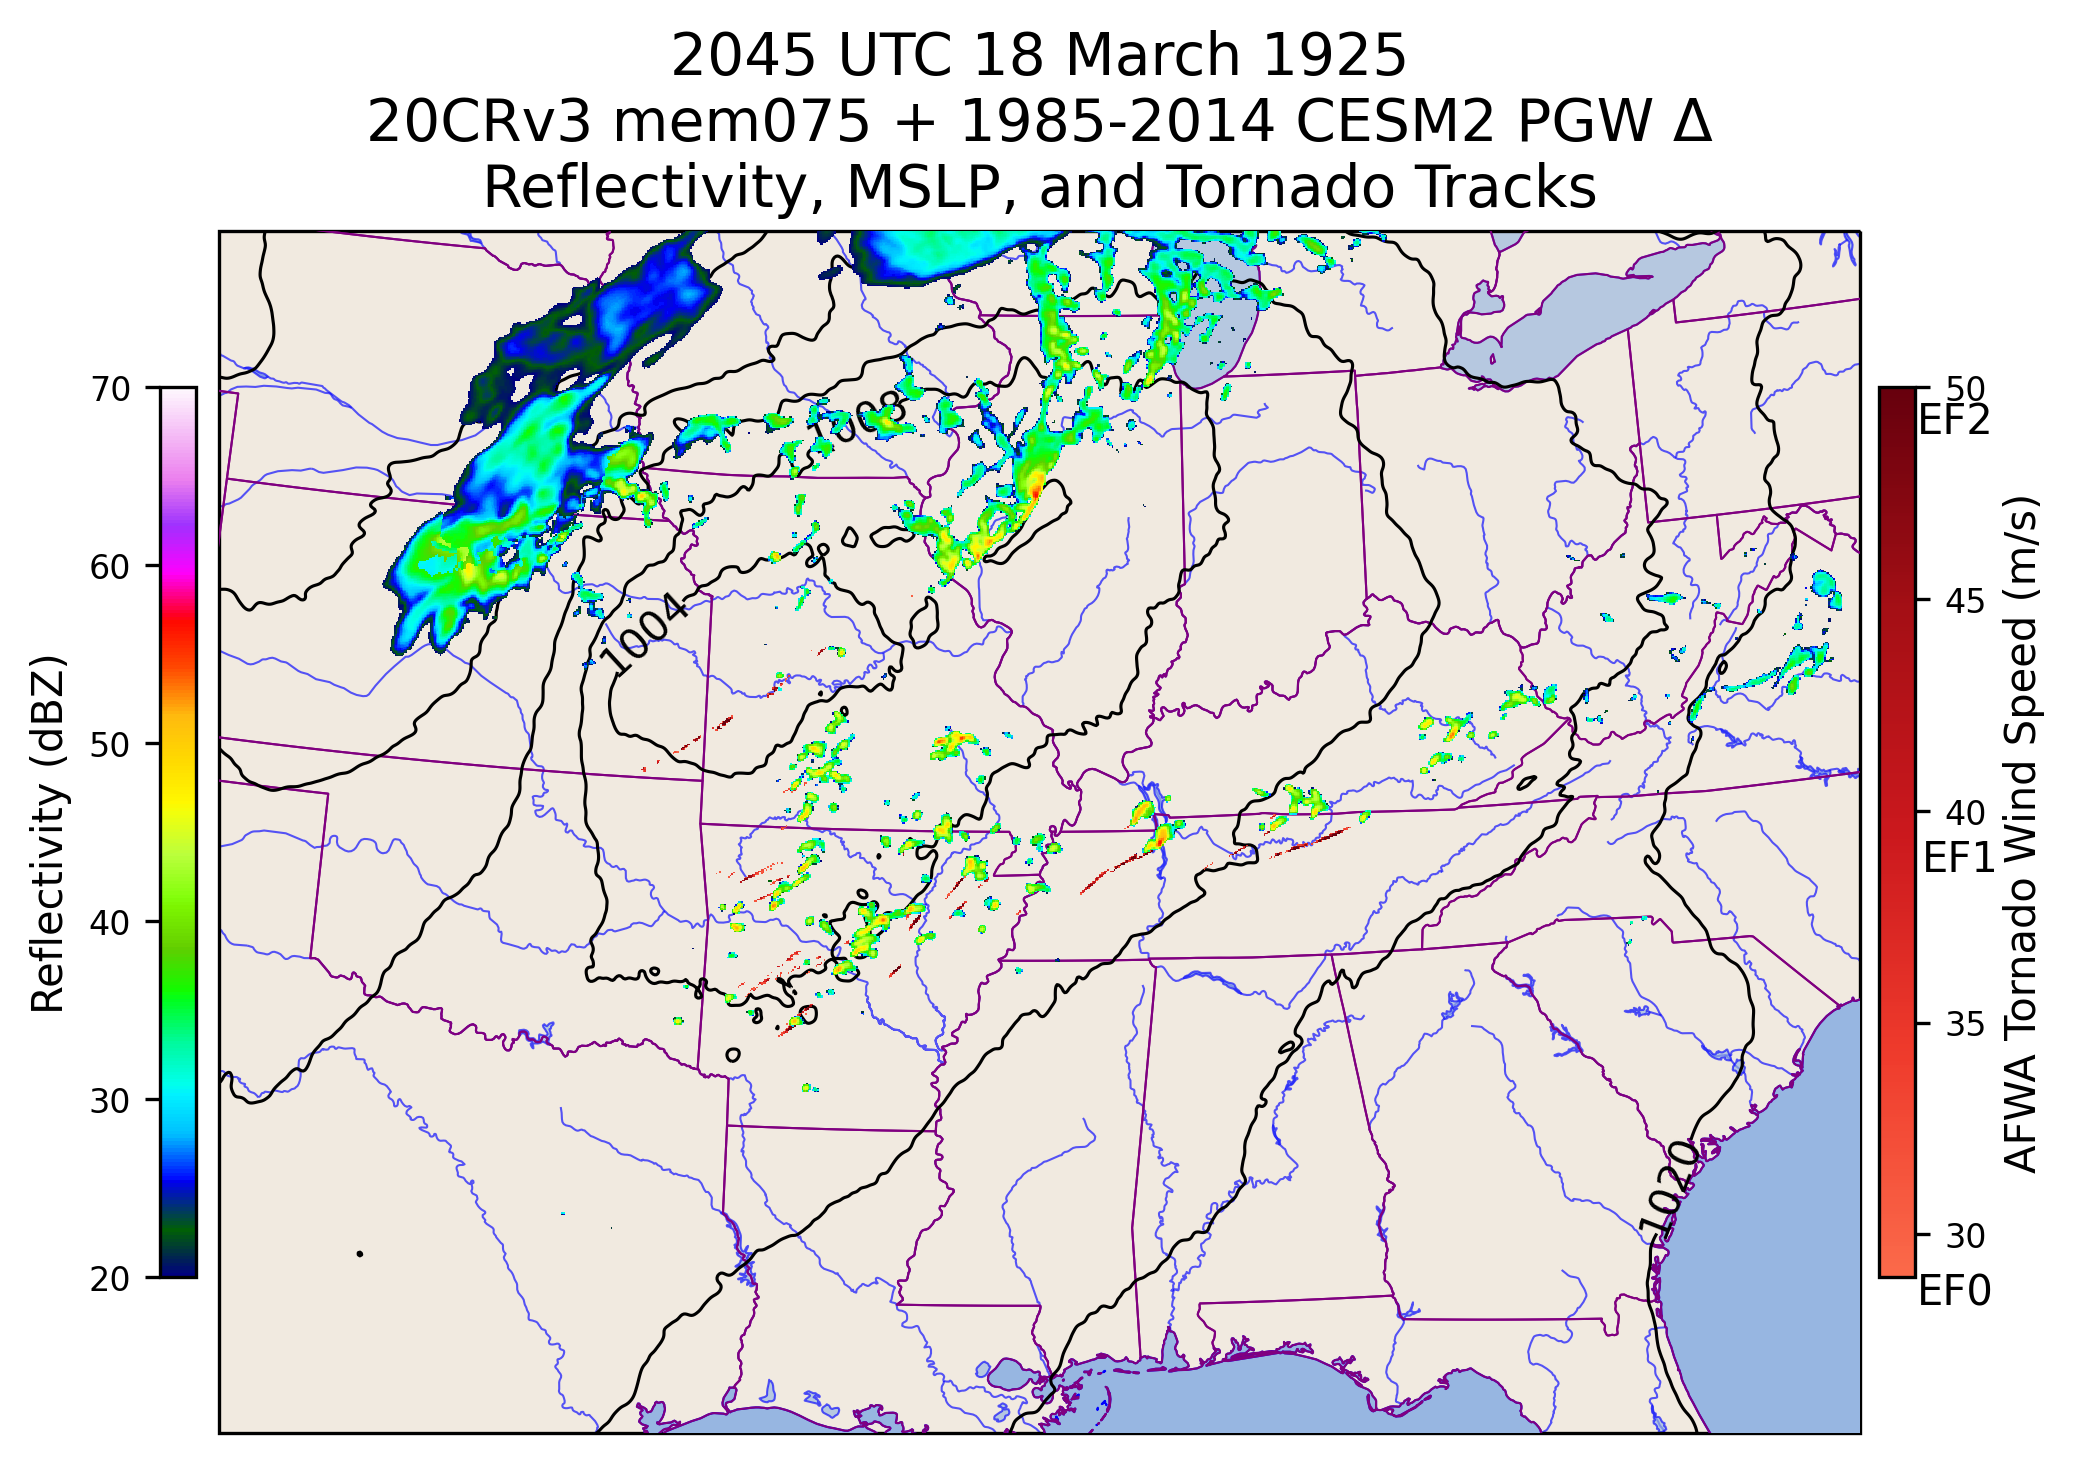 2045 UTC 18 March 1925
20CRv3 mem075 + 1985-2014 CESM2 PGW Δ
Reflectivity, MSLP, and Tornado Tracks
70
60
50
40
30
20
Reflectivity (dBZ)
1008
1004
1020
50
EF2
45
40
EF1
35
30
EF0
AFWA Tornado Wind Speed (m/s)